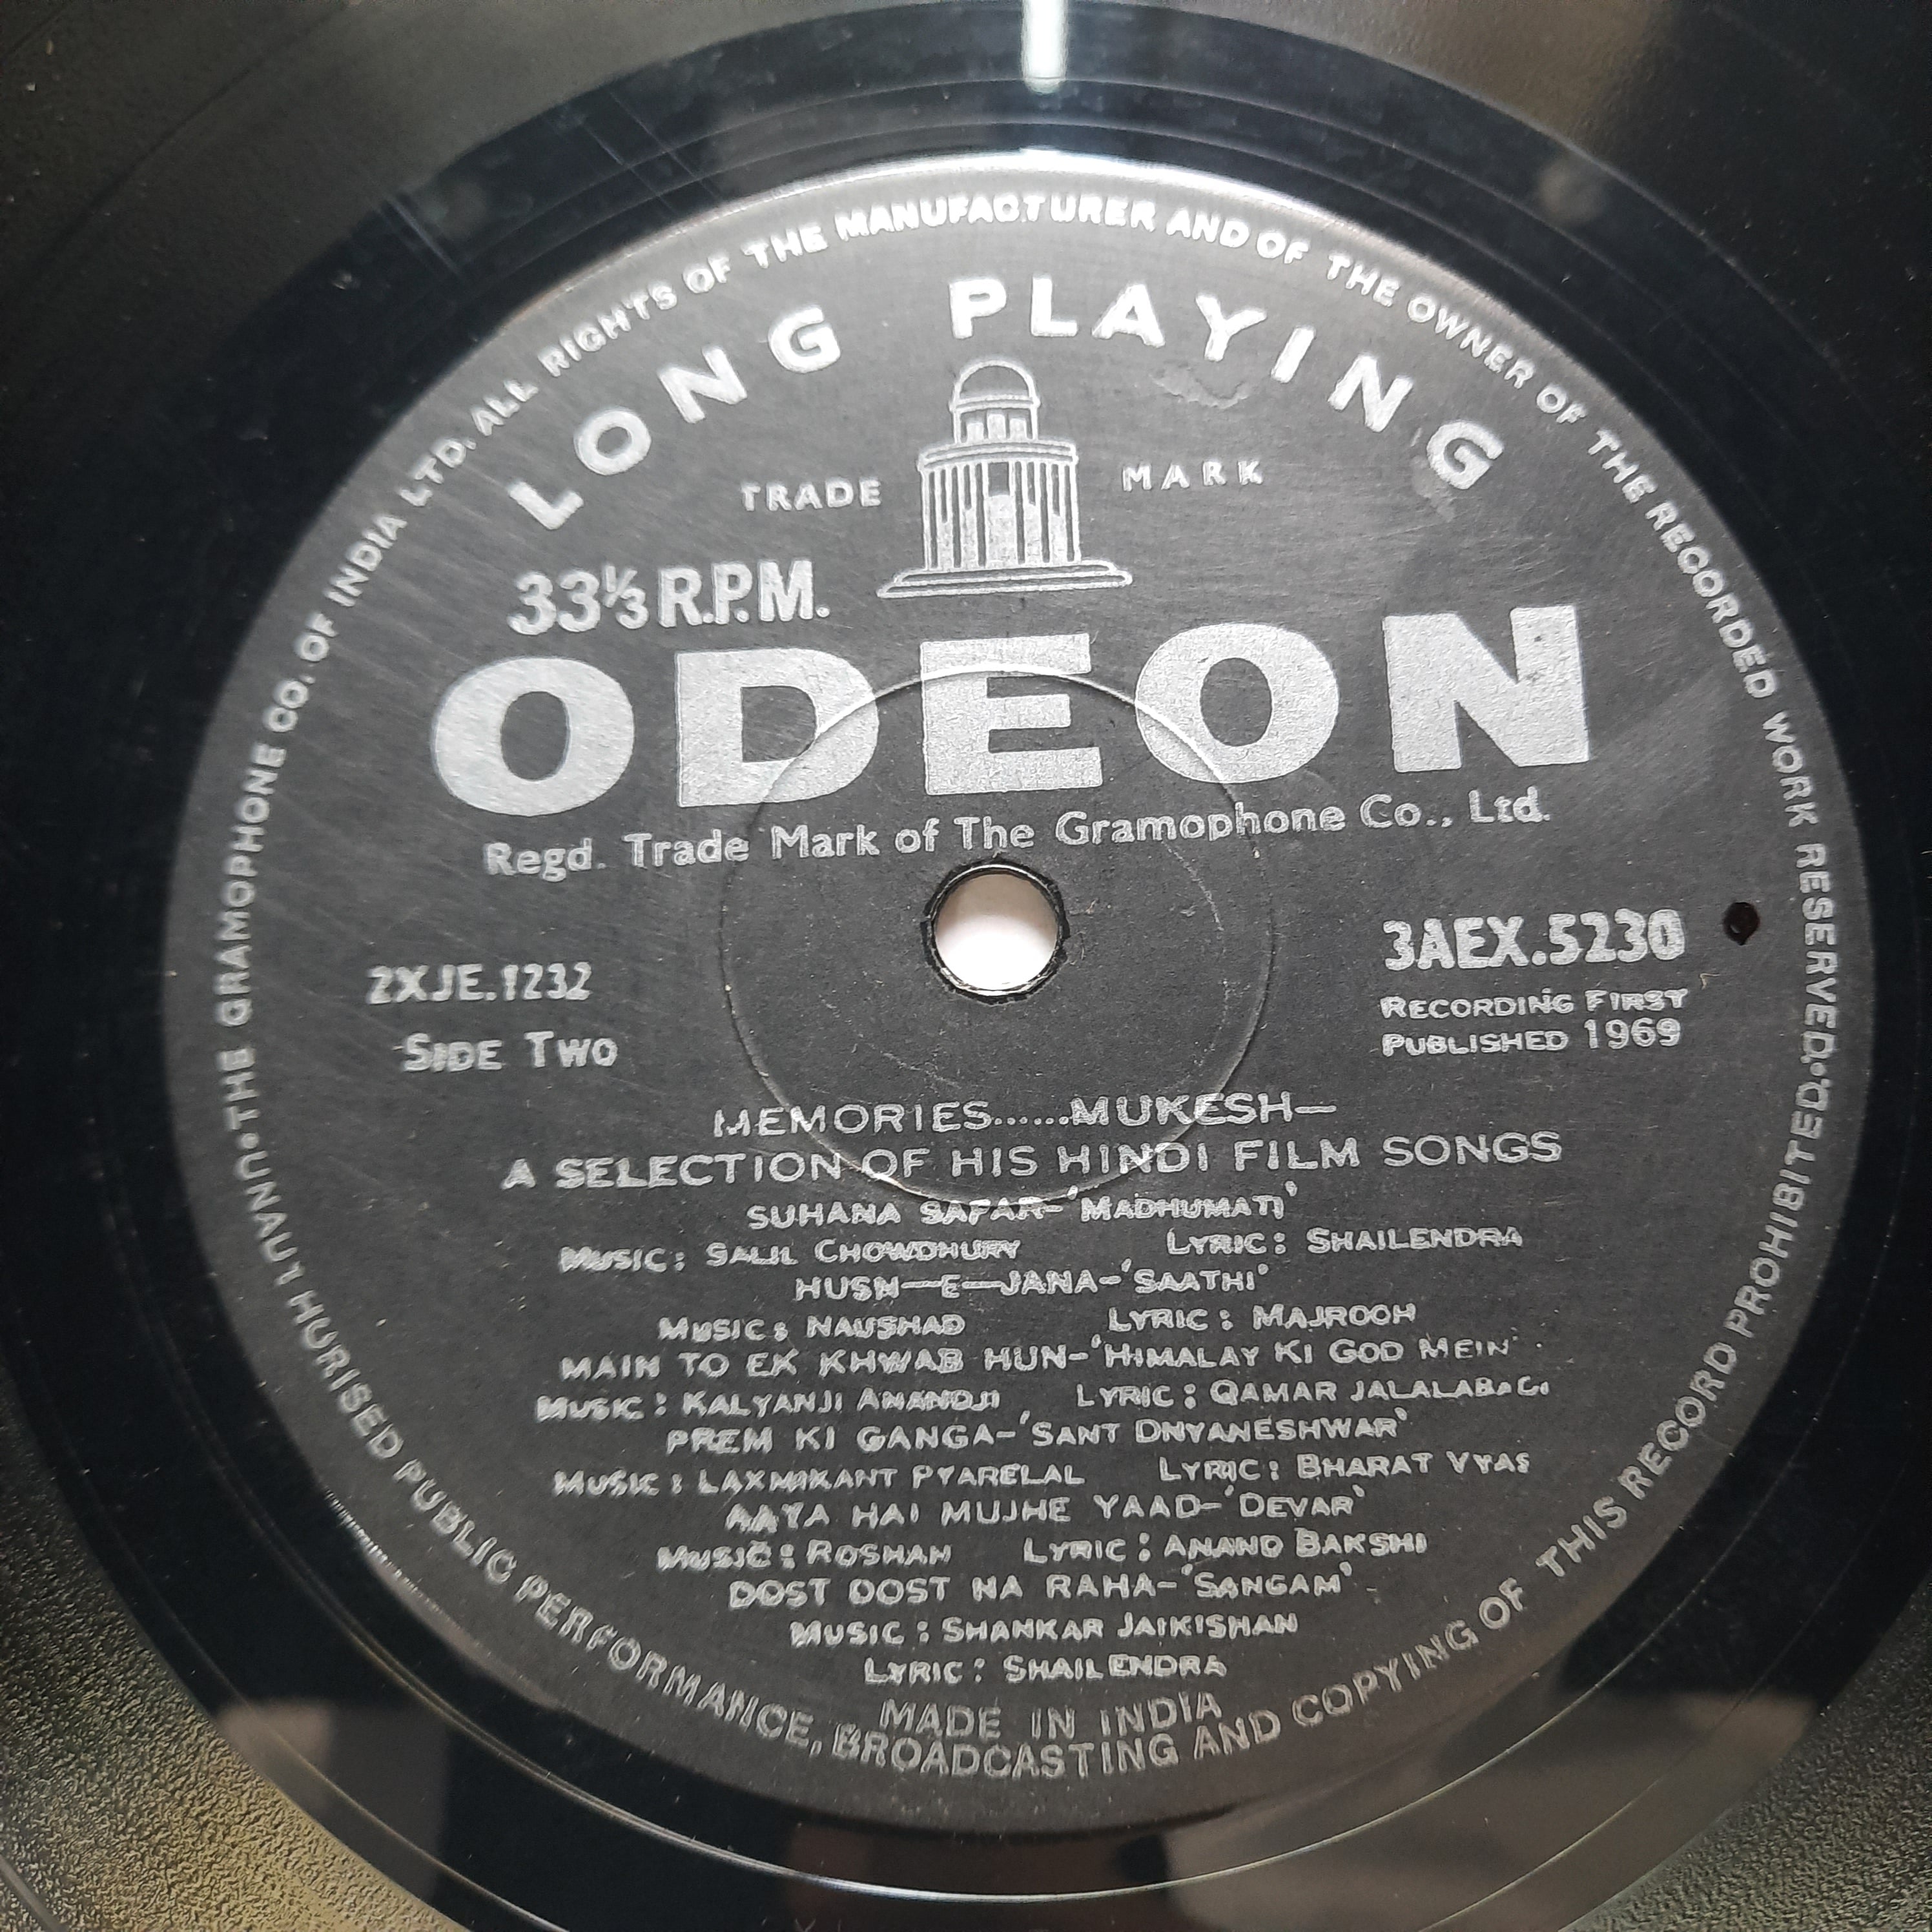 THE GRAMOPHONE CO. OF INDIA LTD. ALL RIGHTS OF THE MANUFACTURER AND OF THE OWNER OF THE RECORDED WORK RESERVED.
LONG PLAYING
TRADE MARK
33⅓ R.P.M.
ODEON
Regd. Trade Mark of The Gramophone Co., Ltd.
3AEX.5230
2XJE.1232
RECORDING FIRST
PUBLISHED 1969
SIDE TWO
MEMORIES......MUKESH—
A SELECTION OF HIS HINDI FILM SONGS
SUHANA SAFAR-'MADHUMATI'
MUSIC: SALIL CHOWDHURY LYRIC: SHAILENDRA
HUSN—E—JANA-'SAATHI'
MUSIC: NAUSHAD LYRIC: MAJROOH
MAIN TO EK KHWAB HUN-'HIMALAY KI GOD MEIN'
MUSIC: KALYANJI ANANDJI LYRIC: QAMAR
PREM KI GANGA-'SANT DNYANESHWAR'
MUSIC: LAXMIKANT PYARELAL LYRIC: BHARAT VYAS
AAYA HAI MUJHE YAAD-'DEVAR'
MUSIC: ROSHAN LYRIC: ANAND BAKSHI
DOST DOST NA RAHA-'SANGAM'
MUSIC: SHANKAR JAIKISHAN
LYRIC: SHAILENDRA
MADE IN INDIA
UNAUTHORISED PUBLIC PERFORMANCE, BROADCASTING AND COPYING OF THIS RECORD PROHIBITED.